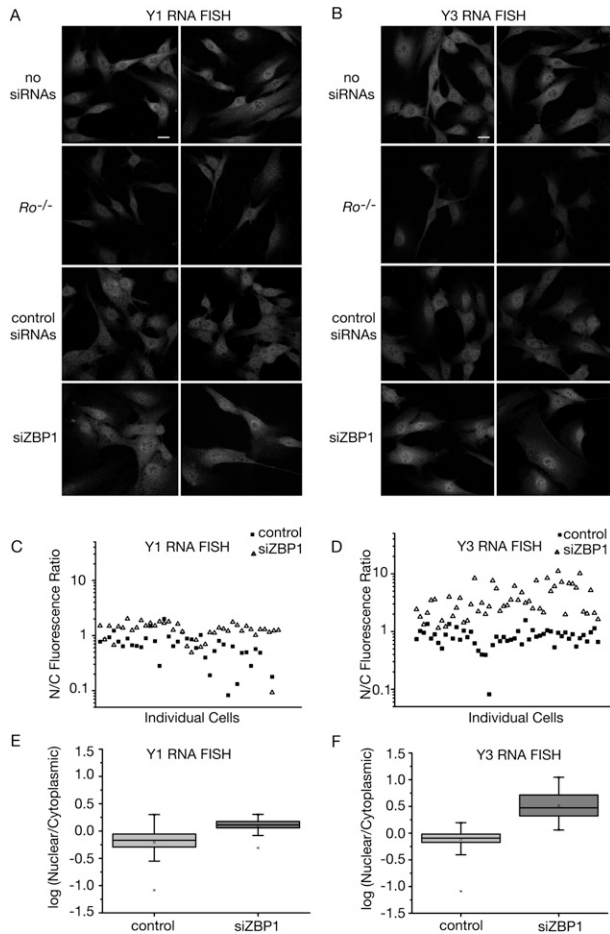 A
Y1 RNA FISH
no
siRNAs
Ro-/-
control
siRNAs
siZBP1
B
Y3 RNA FISH
no
siRNAs
Ro-/-
control
siRNAs
siZBP1
C
Y1 RNA FISH
control
siZBP1
N/C Fluorescence Ratio
10
1
0.1
Individual Cells
D
Y3 RNA FISH
control
siZBP1
N/C Fluorescence Ratio
10
1
0.1
Individual Cells
E
Y1 RNA FISH
log (Nuclear/Cytoplasmic)
1.5
1.0
0.5
0.0
-0.5
-1.0
-1.5
control
siZBP1
F
Y3 RNA FISH
log (Nuclear/Cytoplasmic)
1.5
1.0
0.5
0.0
-0.5
-1.0
-1.5
control
siZBP1